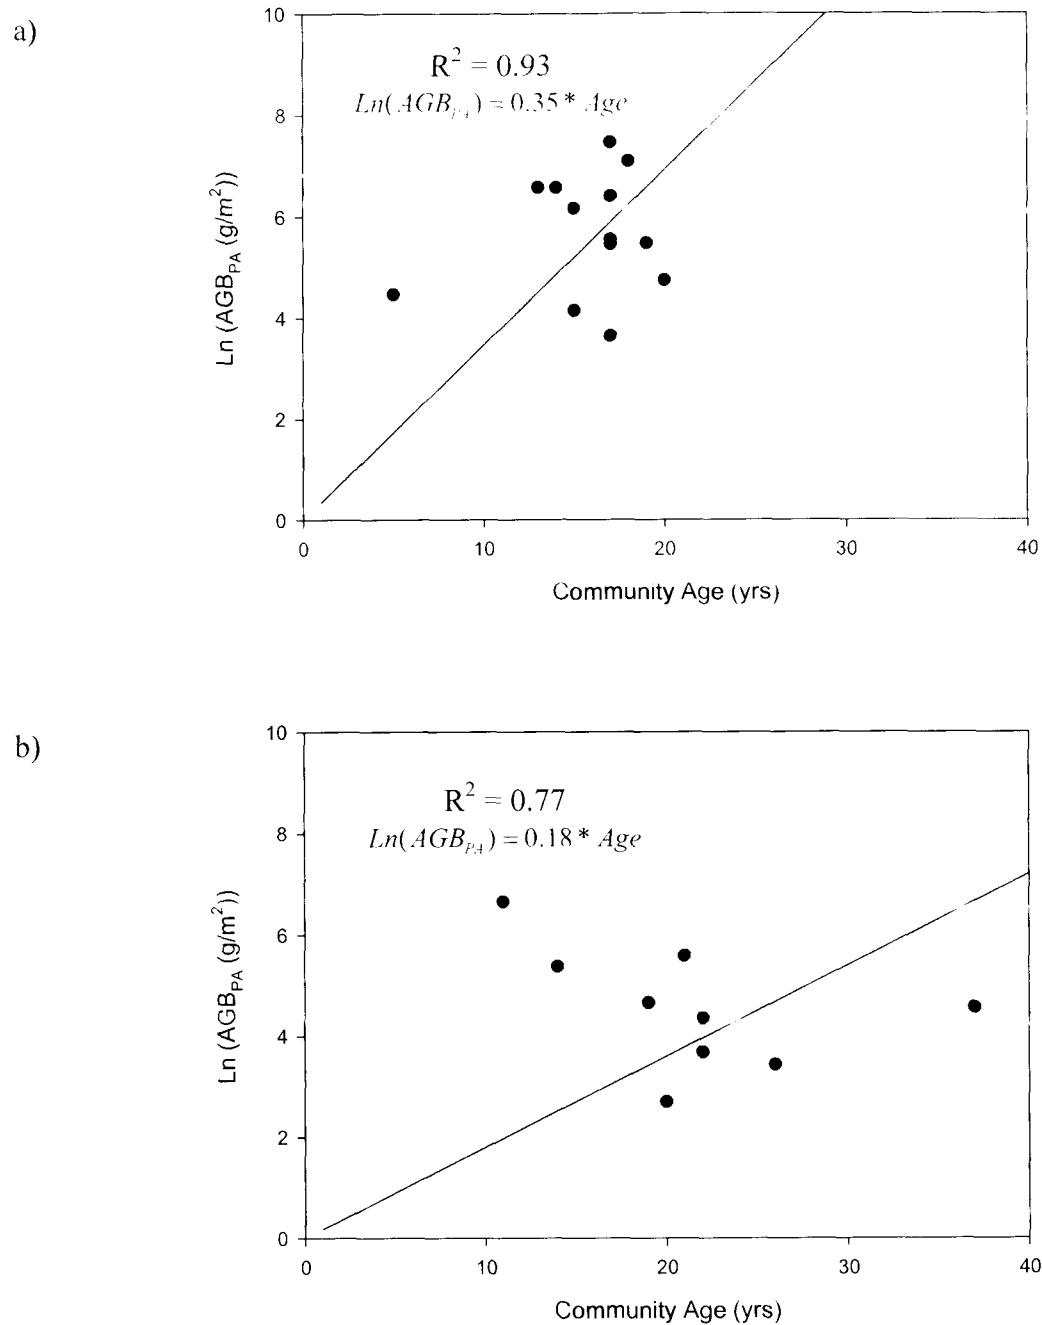 a)
10
R² = 0.93
Ln(AGB_PA) = 0.35 * Age
8
6
Ln (AGB_PA (g/m²))
4
2
0
0 10 20 30 40
Community Age (yrs)
b)
10
R² = 0.77
Ln(AGB_PA) = 0.18 * Age
8
6
Ln (AGB_PA (g/m²))
4
2
0
0 10 20 30 40
Community Age (yrs)